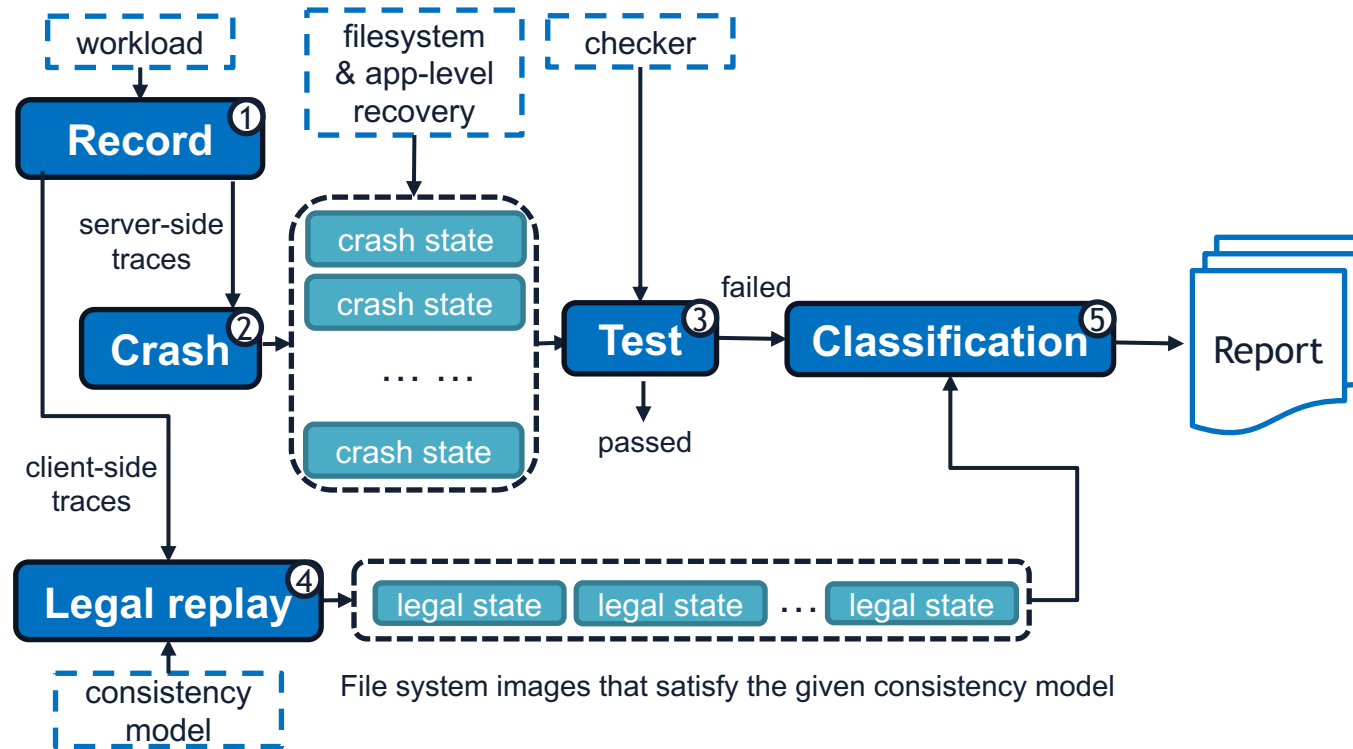 workload
filesystem
& app-level
recovery
checker
Record
1
server-side
traces
crash state
crash state
... ...
crash state
Crash
2
Test
3
failed
passed
Classification
5
Report
client-side
traces
Legal replay
4
legal state
legal state
...
legal state
consistency
model
File system images that satisfy the given consistency model